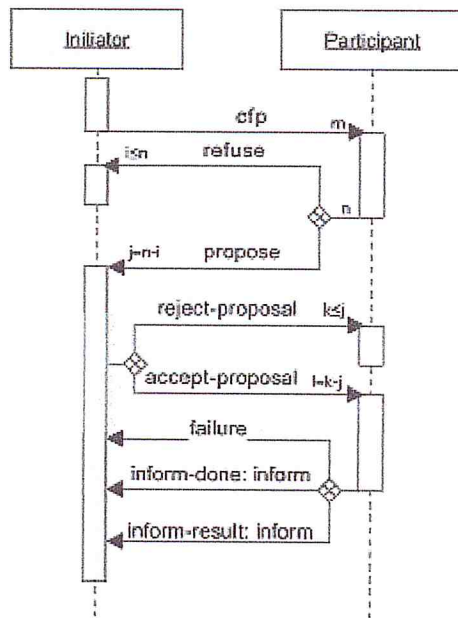 Initiator
Participant
cfp
m
refuse
i≤n
n
j=n-i
propose
reject-proposal
k≤j
accept-proposal
l=k-j
failure
inform-done: inform
inform-result: inform